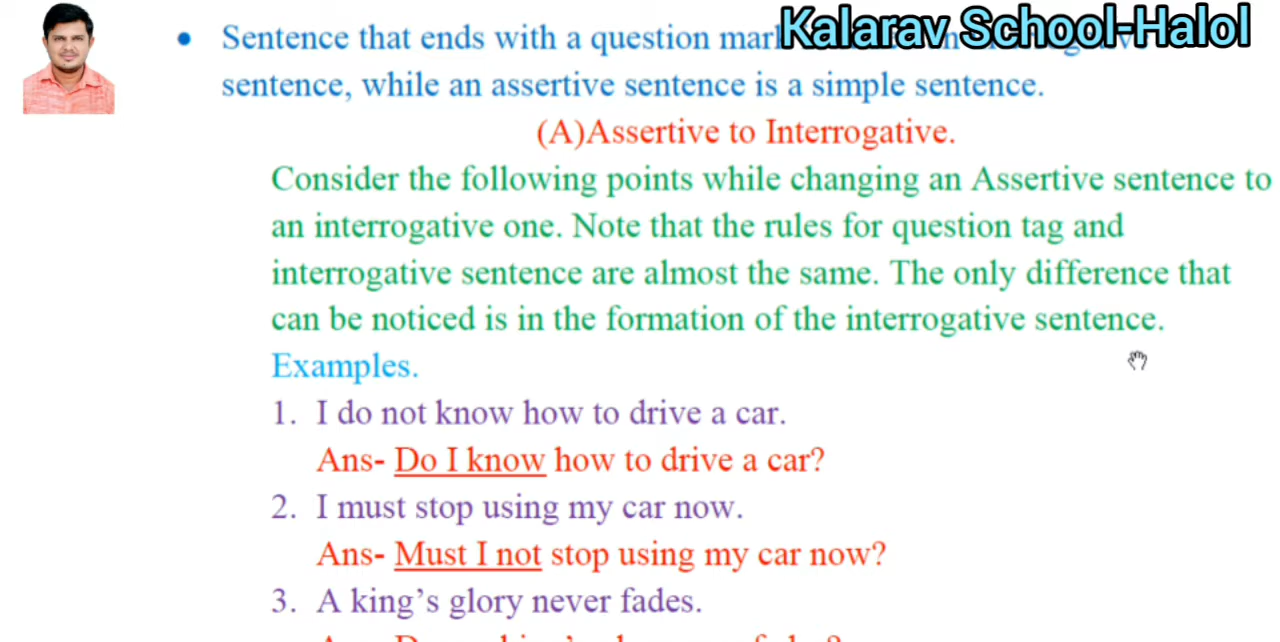 Kalarav School-Halol
• Sentence that ends with a question
sentence, while an assertive sentence is a simple sentence.
(A)Assertive to Interrogative.
Consider the following points while changing an Assertive sentence to
an interrogative one. Note that the rules for question tag and
interrogative sentence are almost the same. The only difference that
can be noticed is in the formation of the interrogative sentence.
Examples.
1. I do not know how to drive a car.
Ans- Do I know how to drive a car?
2. I must stop using my car now.
Ans- Must I not stop using my car now?
3. A king's glory never fades.